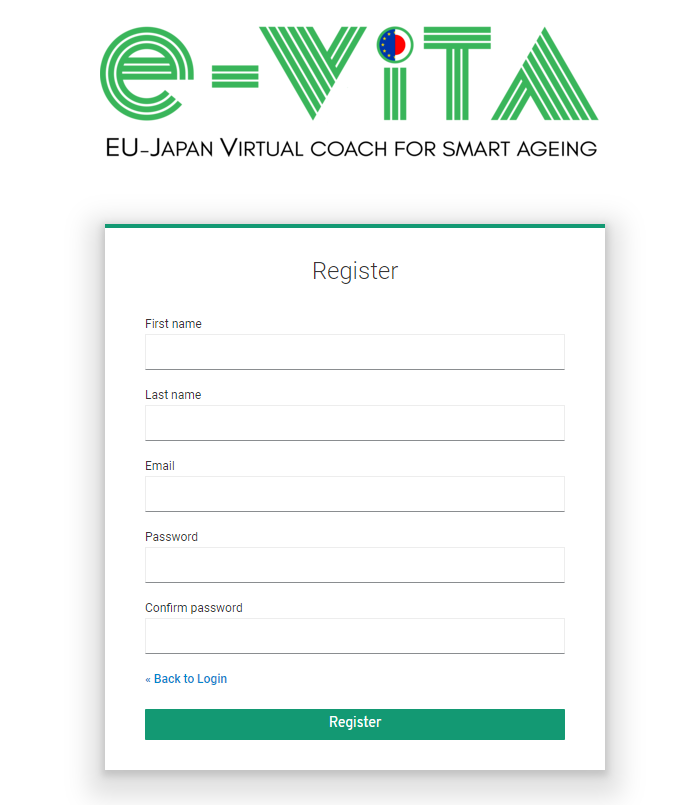 e-ViTA
EU-Japan Virtual coach for smart ageing
Register
First name
Last name
Email
Password
Confirm password
« Back to Login
Register